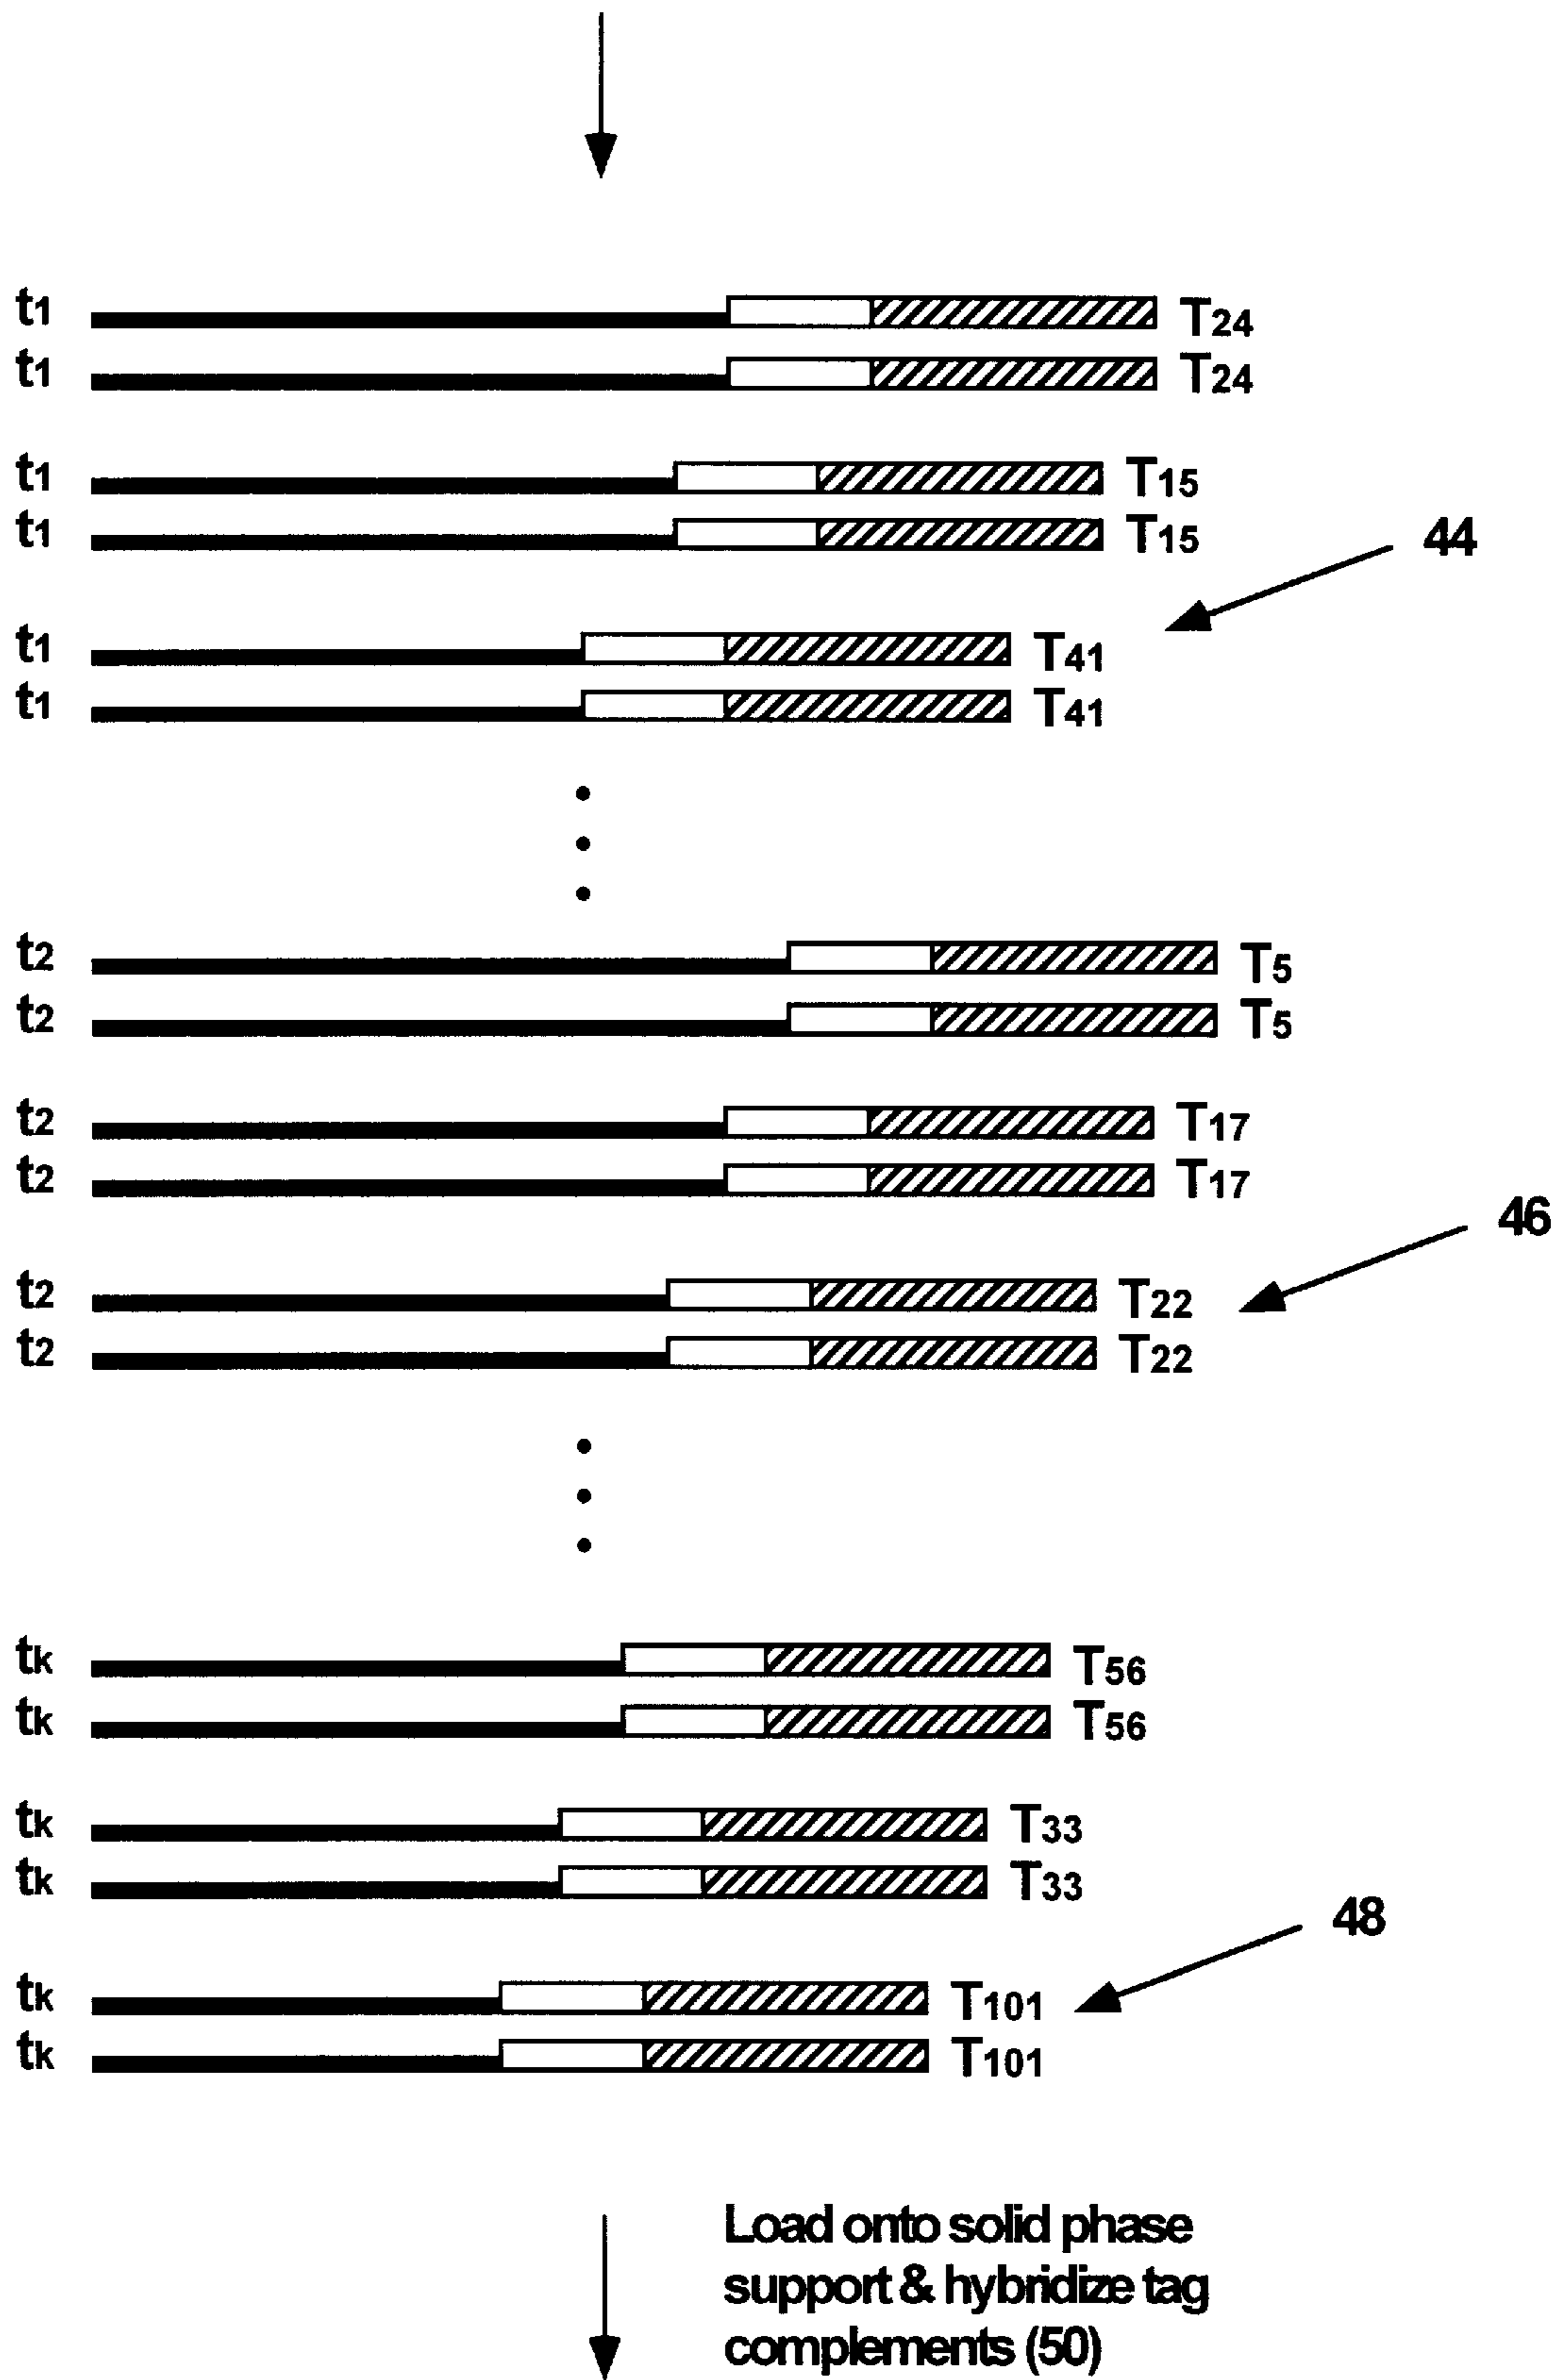 t1 T24
t1 T24
t1 T15
t1 T15
44
t1 T41
t1 T41
t2 T5
t2 T5
t2 T17
t2 T17
46
t2 T22
t2 T22
tk T56
tk T56
tk T33
tk T33
48
tk T101
tk T101
Load onto solid phase
support & hybridize tag
complements (50)